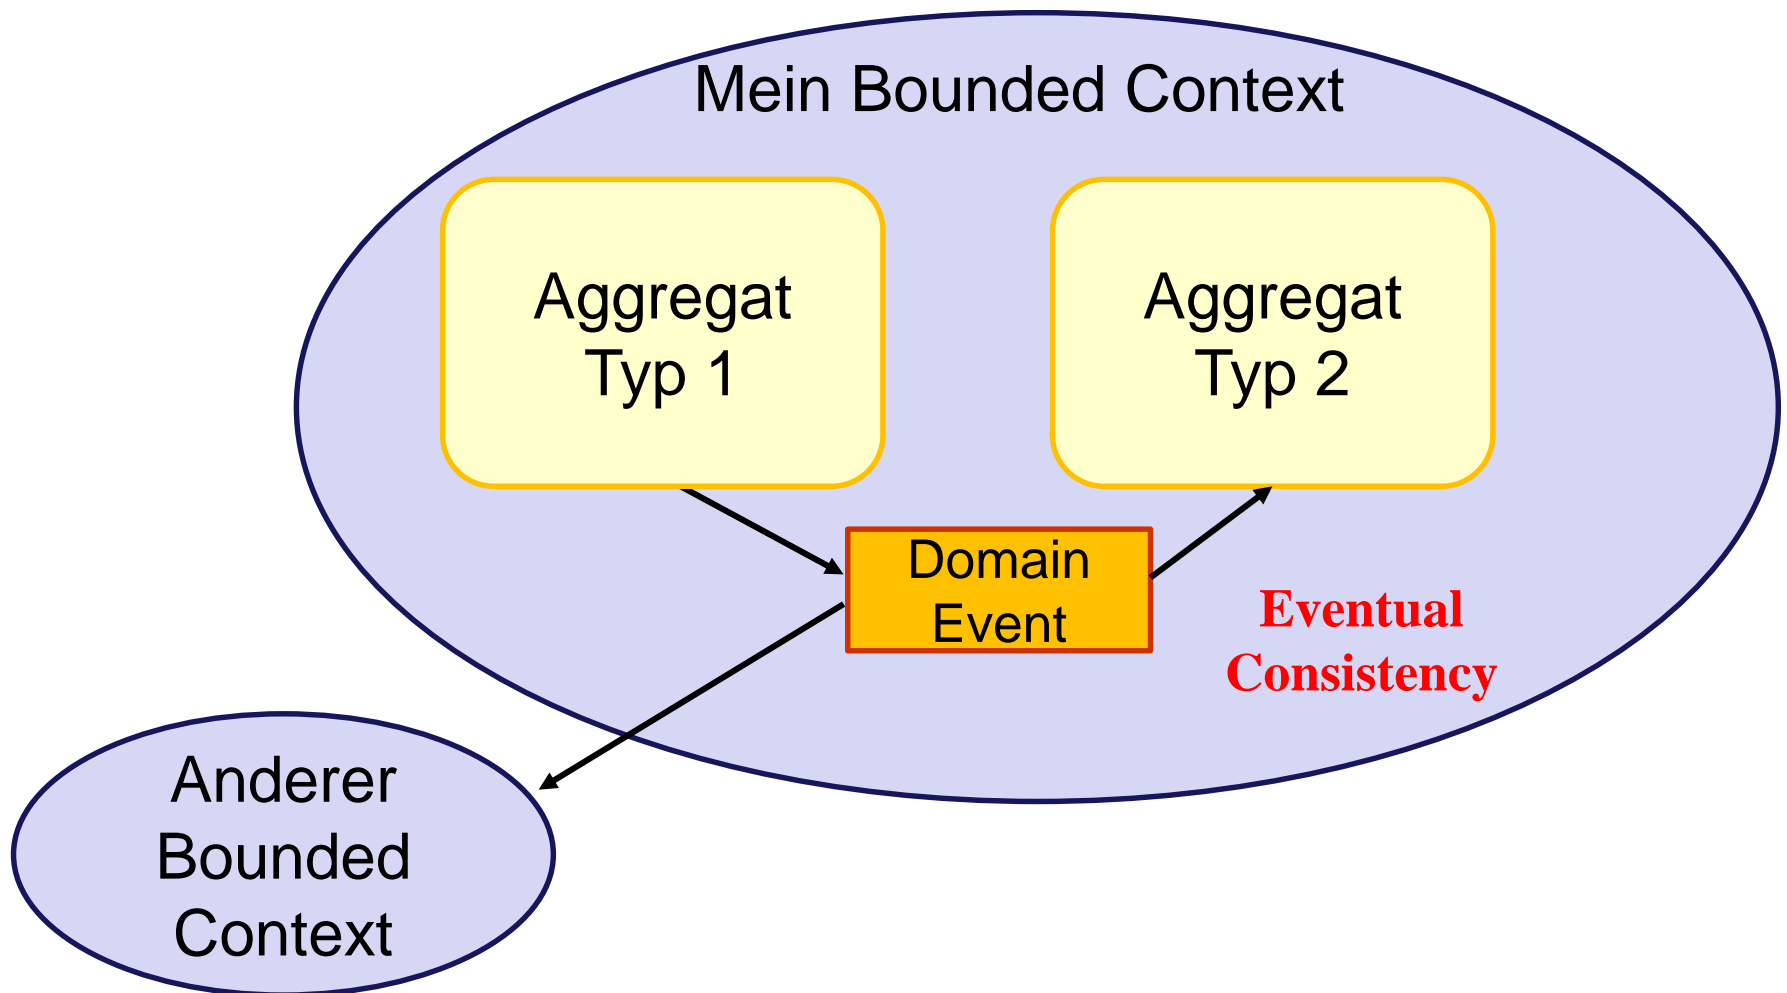 Mein Bounded Context
Aggregat
Typ 1
Aggregat
Typ 2
Domain
Event
Eventual
Consistency
Anderer
Bounded
Context